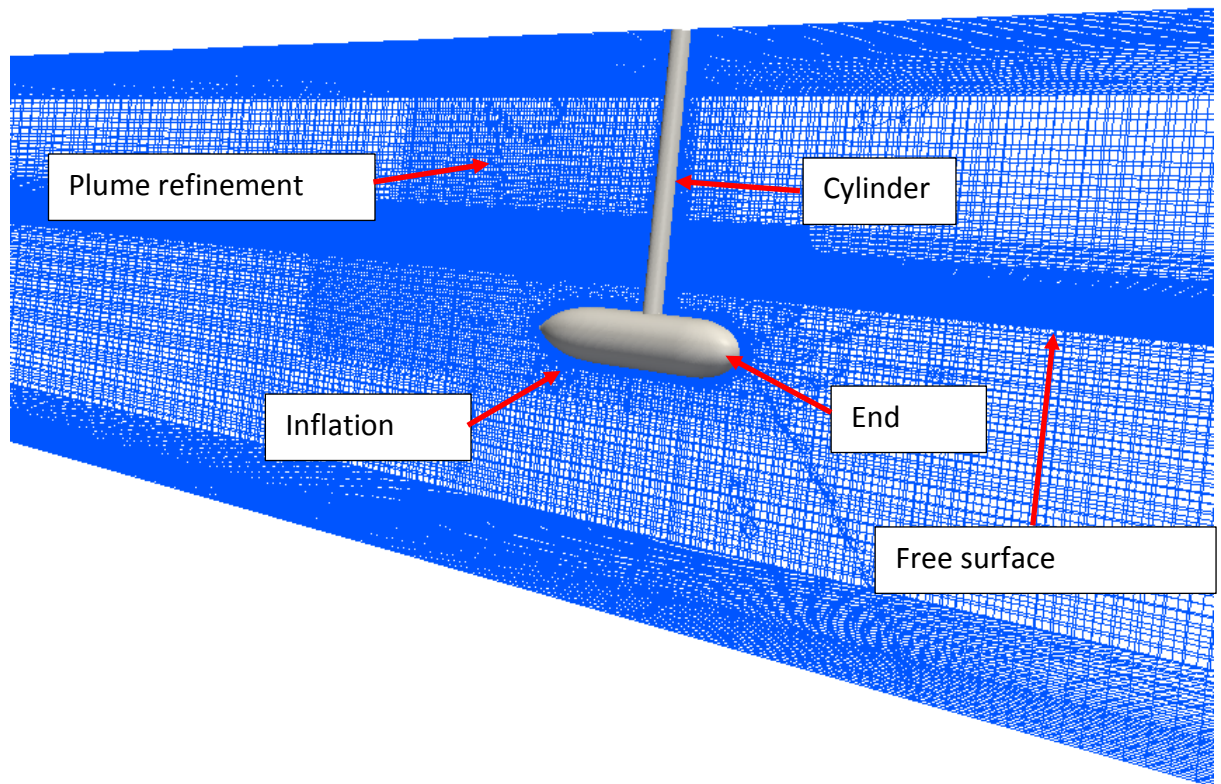 Plume refinement
Cylinder
Inflation
End
Free surface